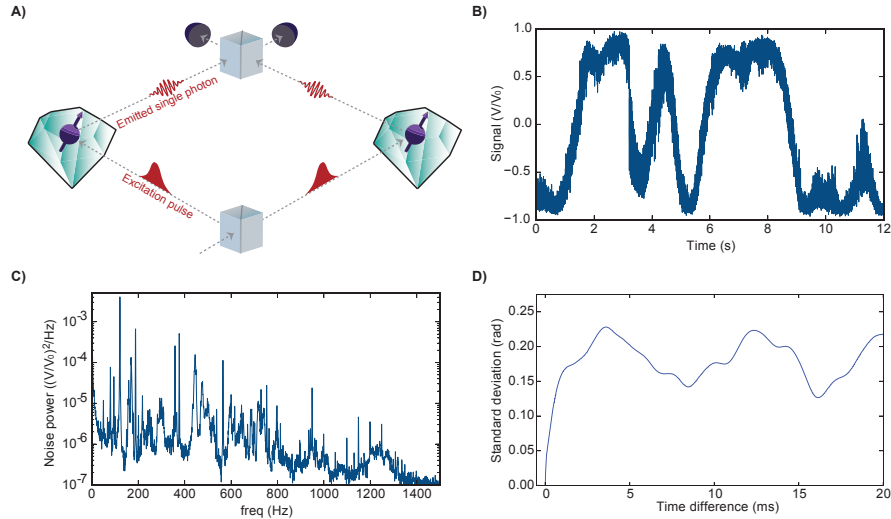 A)
Emitted single photon
Excitation pulse
B)
Signal (V/V₀)
1.0
0.5
0.0
−0.5
−1.0
0 2 4 6 8 10 12
Time (s)
C)
Noise power ((V/V₀)²/Hz)
10⁻³
10⁻⁴
10⁻⁵
10⁻⁶
10⁻⁷
0 200 400 600 800 1000 1200 1400
freq (Hz)
D)
Standard deviation (rad)
0.25
0.20
0.15
0.10
0.05
0.00
0 5 10 15 20
Time difference (ms)